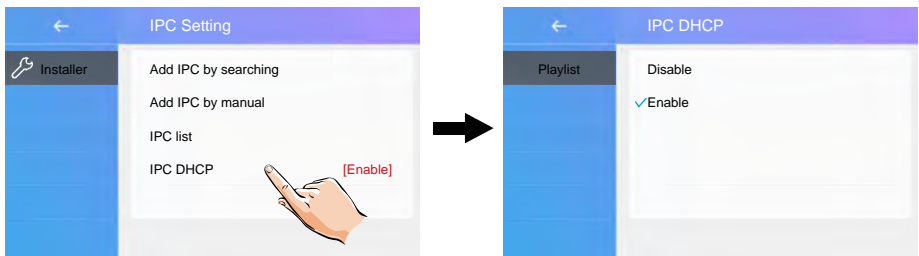 IPC Setting
Installer
Add IPC by searching
Add IPC by manual
IPC list
IPC DHCP [Enable]
IPC DHCP
Playlist
Disable
Enable